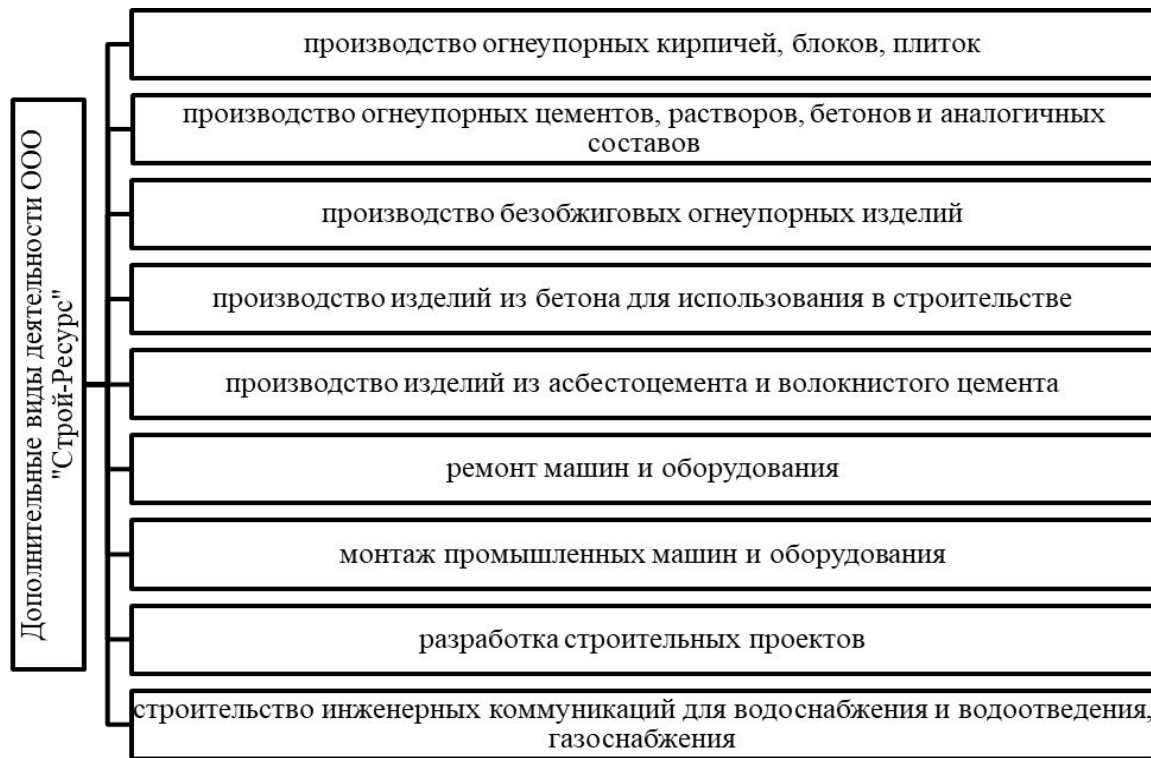 Дополнительные виды деятельности ООО
"Строй-Ресурс"
производство огнеупорных кирпичей, блоков, плиток
производство огнеупорных цементов, растворов, бетонов и аналогичных
составов
производство безобжиговых огнеупорных изделий
производство изделий из бетона для использования в строительстве
производство изделий из асбестоцемента и волокнистого цемента
ремонт машин и оборудования
монтаж промышленных машин и оборудования
разработка строительных проектов
строительство инженерных коммуникаций для водоснабжения и водоотведения,
газоснабжения